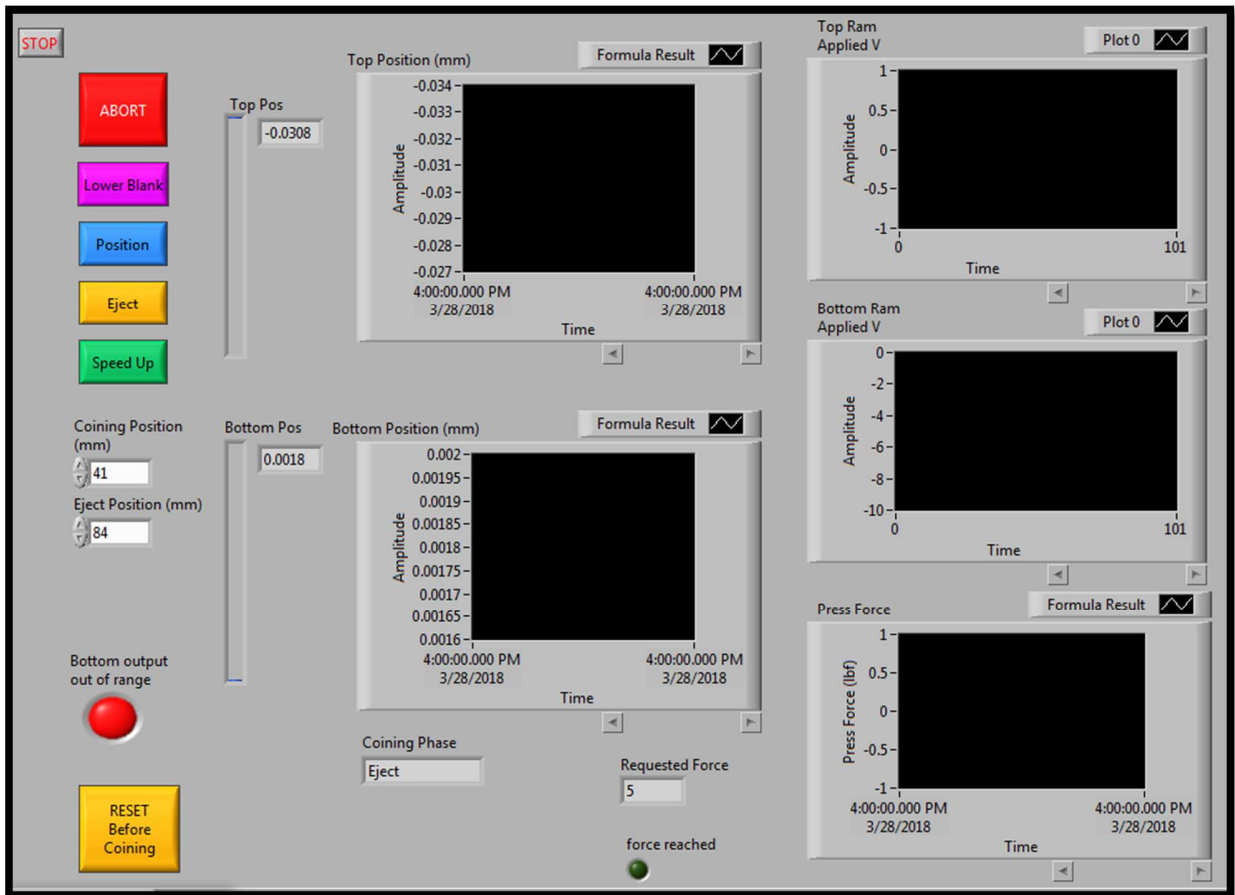 STOP
ABORT
Lower Blank
Position
Eject
Speed Up
Coining Position
(mm)
41
Eject Position (mm)
84
Bottom output
out of range
RESET
Before
Coining
Top Pos
-0.0308
Top Position (mm)
Formula Result
Amplitude
-0.034
-0.033
-0.032
-0.031
-0.03
-0.029
-0.028
-0.027
4:00:00.000 PM
3/28/2018
4:00:00.000 PM
3/28/2018
Time
Bottom Pos
0.0018
Bottom Position (mm)
Formula Result
Amplitude
0.002
0.00195
0.0019
0.00185
0.0018
0.00175
0.0017
0.00165
0.0016
4:00:00.000 PM
3/28/2018
4:00:00.000 PM
3/28/2018
Time
Coining Phase
Eject
Requested Force
5
force reached
Top Ram
Applied V
Plot 0
Amplitude
1
0.5
0
-0.5
-1
0
101
Time
Bottom Ram
Applied V
Plot 0
Amplitude
0
-2
-4
-6
-8
-10
0
101
Time
Press Force
Formula Result
Press Force (lbf)
1
0.5
0
-0.5
-1
4:00:00.000 PM
3/28/2018
4:00:00.000 PM
3/28/2018
Time